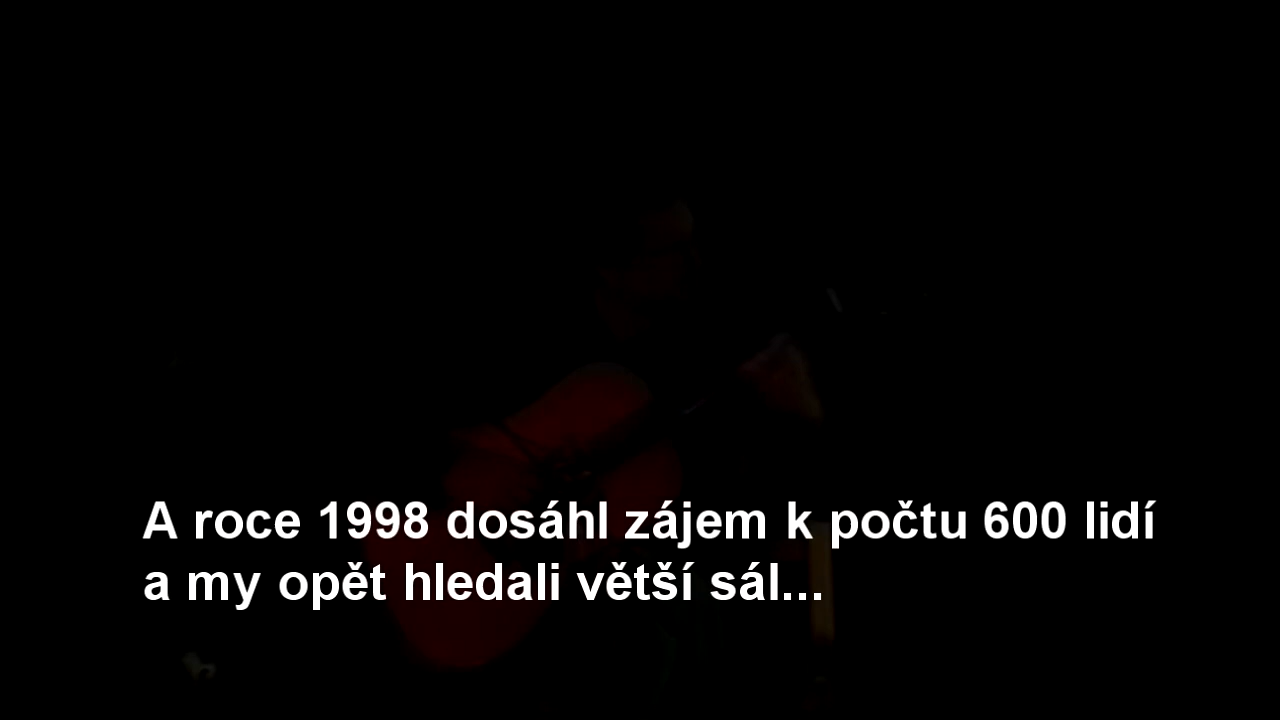 A roce 1998 dosáhl zájem k počtu 600 lidí
a my opět hledali větší sál...